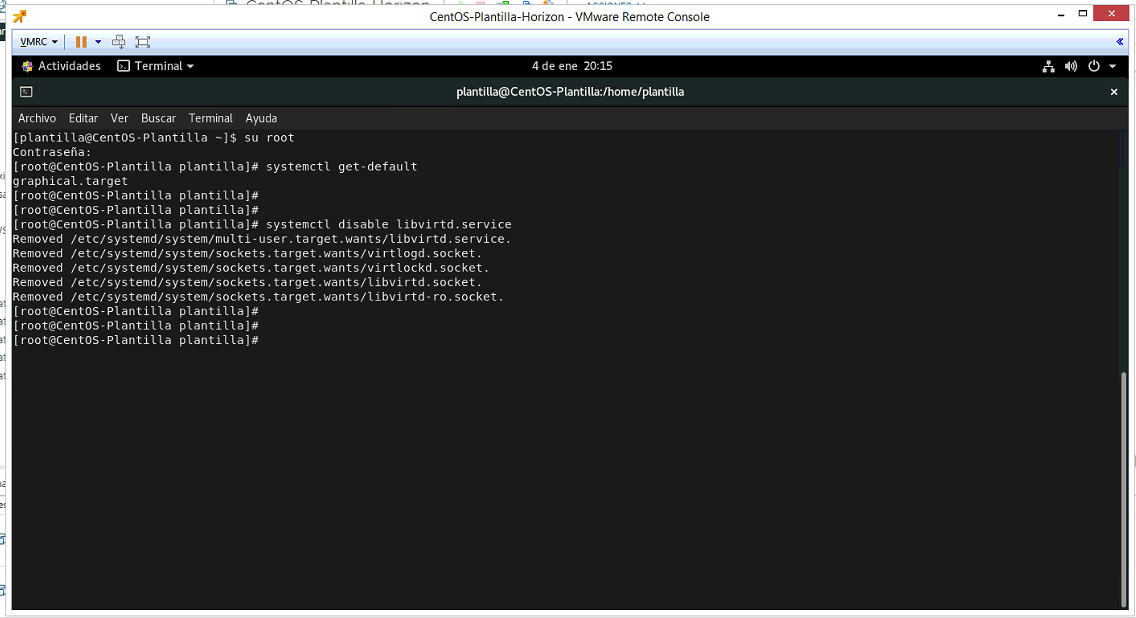 CentOS-Plantilla-Horizon - VMware Remote Console
VMRC
Actividades Terminal 4 de ene 20:15
plantilla@CentOS-Plantilla:/home/plantilla
Archivo Editar Ver Buscar Terminal Ayuda
[plantilla@CentOS-Plantilla ~]$ su root
Contraseña:
[root@CentOS-Plantilla plantilla]# systemctl get-default
graphical.target
[root@CentOS-Plantilla plantilla]#
[root@CentOS-Plantilla plantilla]#
[root@CentOS-Plantilla plantilla]# systemctl disable libvirtd.service
Removed /etc/systemd/system/multi-user.target.wants/libvirtd.service.
Removed /etc/systemd/system/sockets.target.wants/virtlogd.socket.
Removed /etc/systemd/system/sockets.target.wants/virtlockd.socket.
Removed /etc/systemd/system/sockets.target.wants/libvirtd.socket.
Removed /etc/systemd/system/sockets.target.wants/libvirtd-ro.socket.
[root@CentOS-Plantilla plantilla]#
[root@CentOS-Plantilla plantilla]#
[root@CentOS-Plantilla plantilla]#